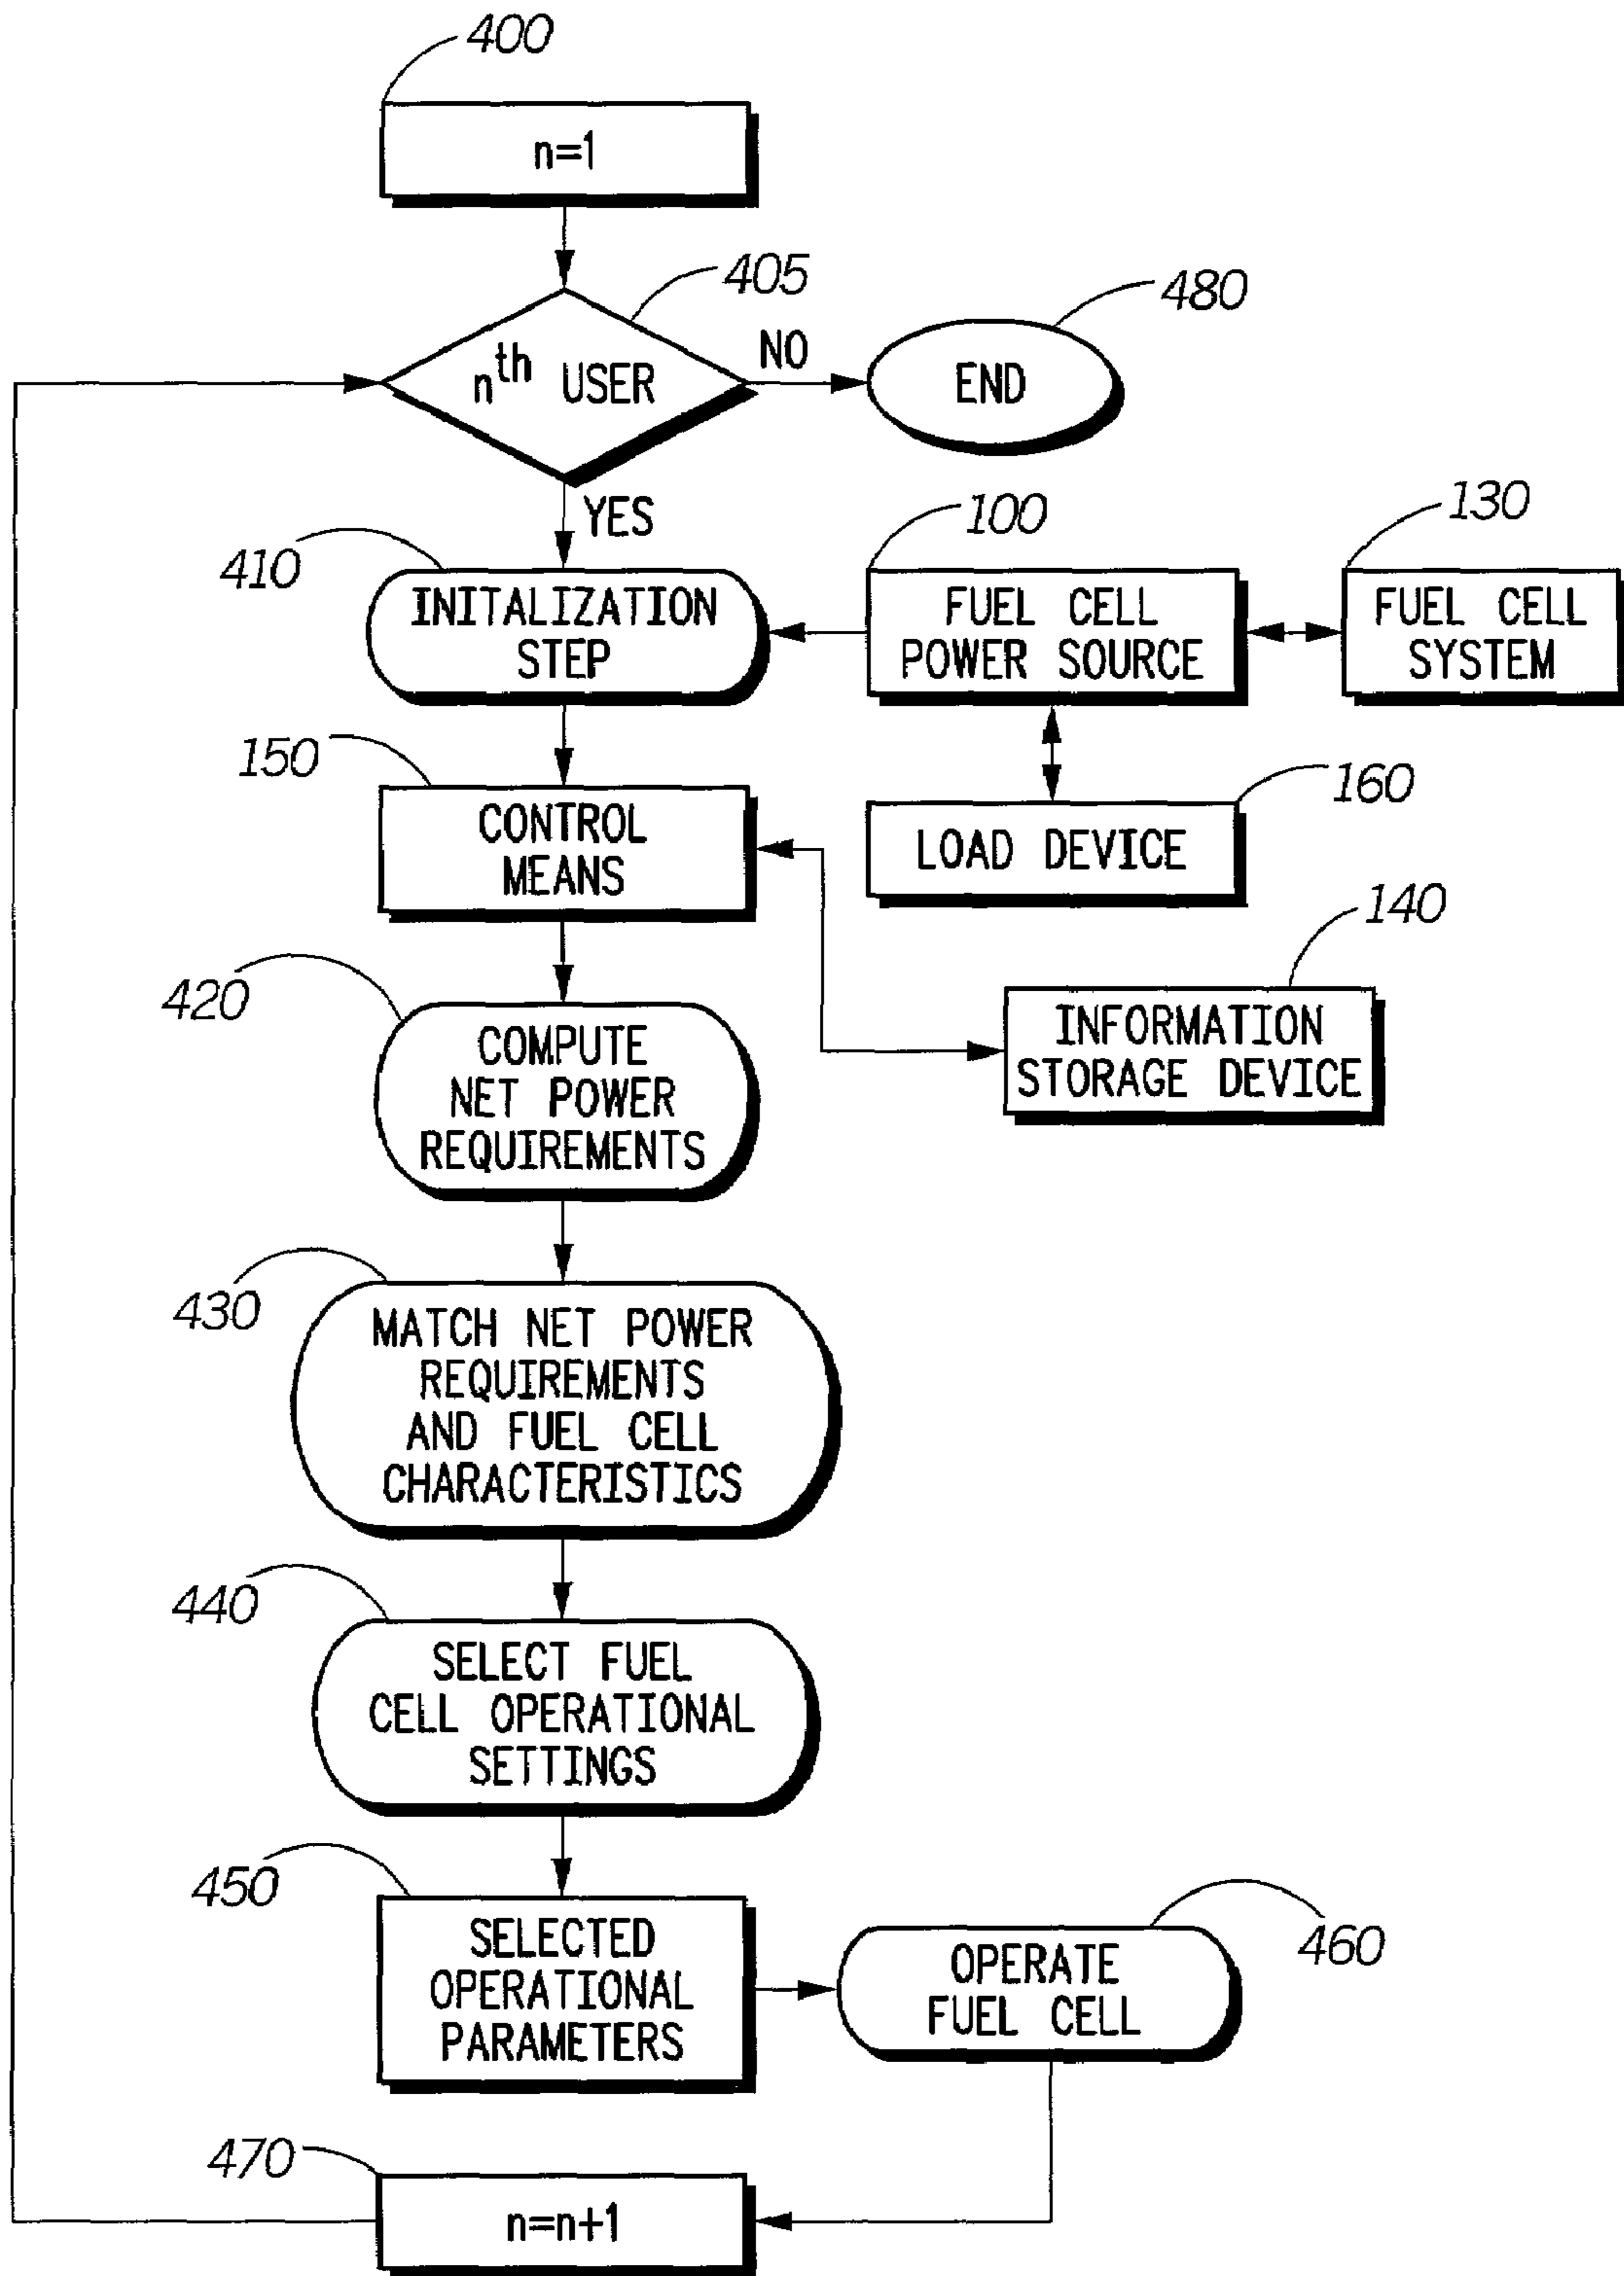 400
n=1
405
nth USER
NO
480
END
YES
410
INITALIZATION
STEP
100
FUEL CELL
POWER SOURCE
130
FUEL CELL
SYSTEM
150
CONTROL
MEANS
160
LOAD DEVICE
140
INFORMATION
STORAGE DEVICE
420
COMPUTE
NET POWER
REQUIREMENTS
430
MATCH NET POWER
REQUIREMENTS
AND FUEL CELL
CHARACTERISTICS
440
SELECT FUEL
CELL OPERATIONAL
SETTINGS
450
SELECTED
OPERATIONAL
PARAMETERS
460
OPERATE
FUEL CELL
470
n=n+1